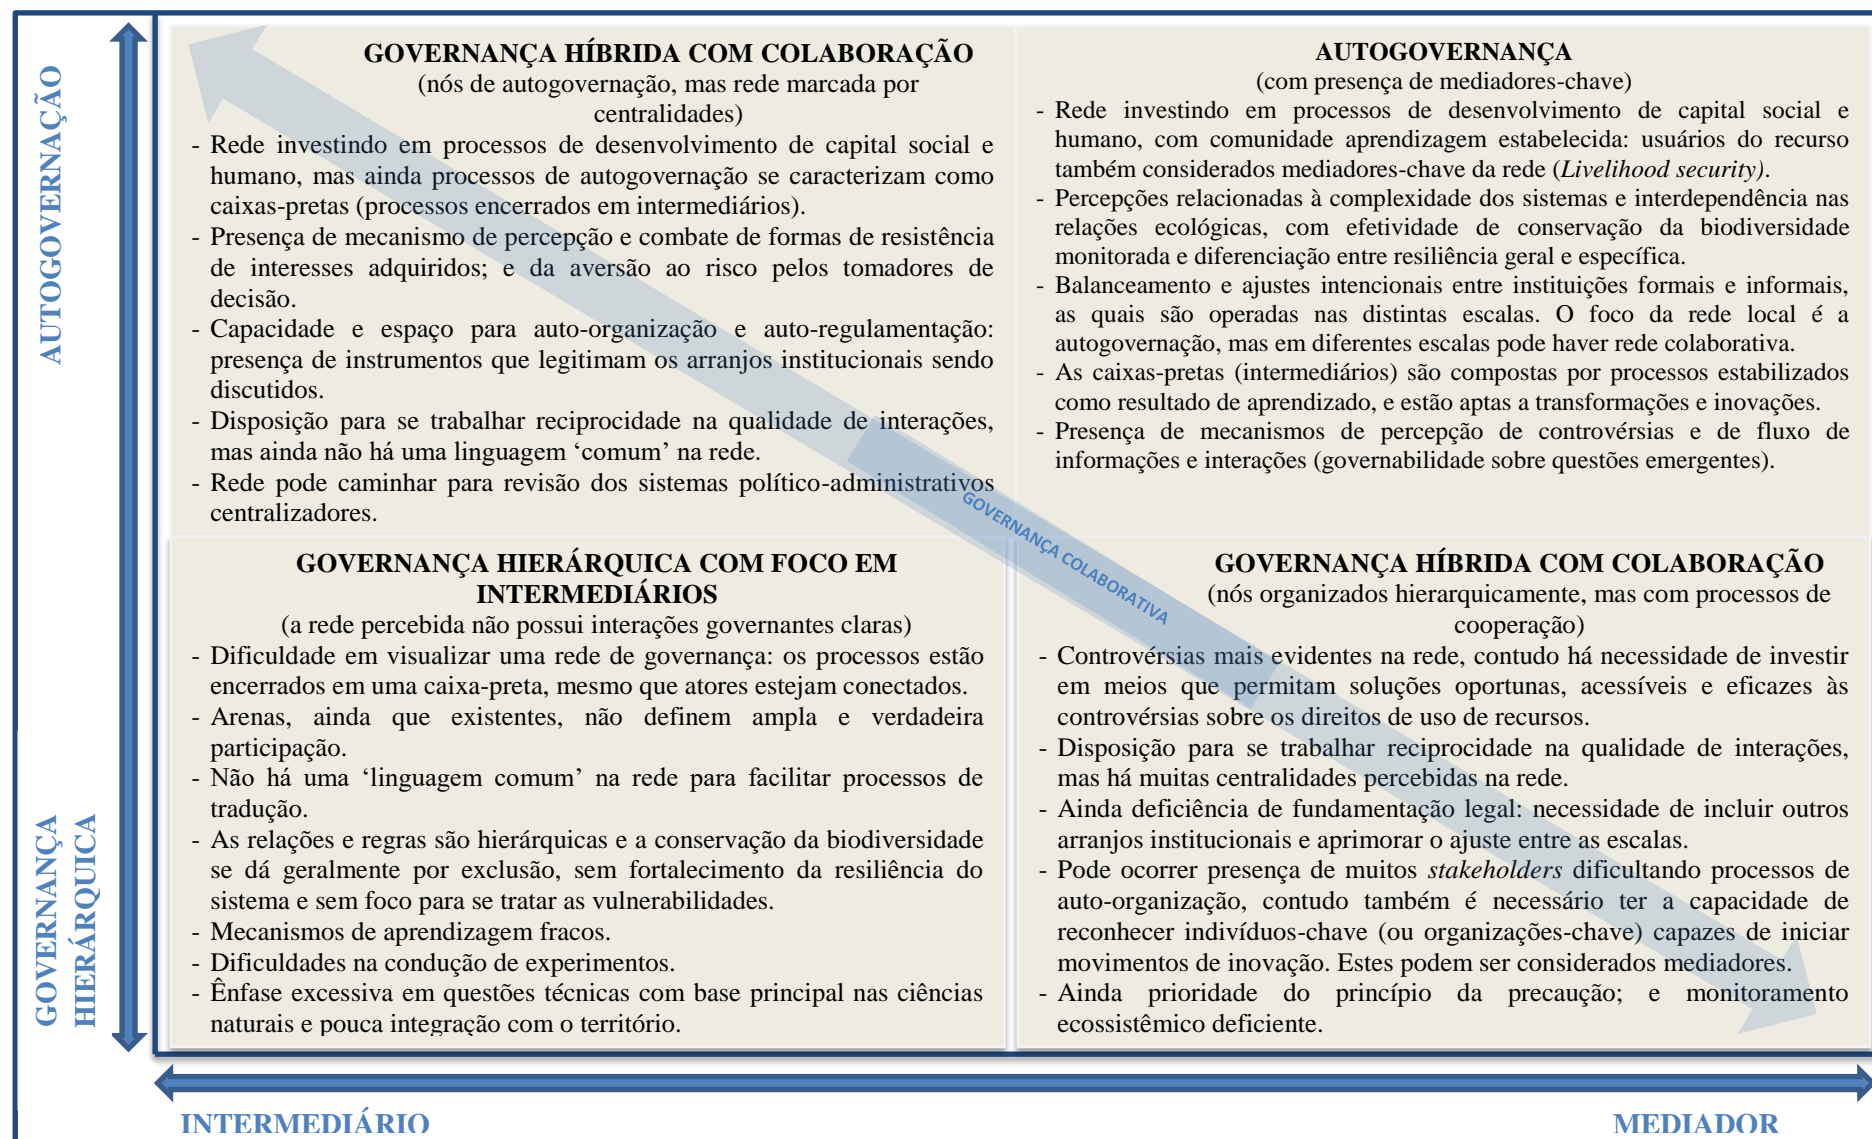 AUTOGOVERNAÇÃO
GOVERNANÇA HÍBRIDA COM COLABORAÇÃO
(nós de autogovernação, mas rede marcada por
centralidades)
- Rede investindo em processos de desenvolvimento de capital social e
humano, mas ainda processos de autogovernação se caracterizam como
caixas-pretas (processos encerrados em intermediários).
- Presença de mecanismo de percepção e combate de formas de resistência
de interesses adquiridos; e da aversão ao risco pelos tomadores de
decisão.
- Capacidade e espaço para auto-organização e auto-regulamentação:
presença de instrumentos que legitimam os arranjos institucionais sendo
discutidos.
- Disposição para se trabalhar reciprocidade na qualidade de interações,
mas ainda não há uma linguagem ‘comum’ na rede.
- Rede pode caminhar para revisão dos sistemas político-administrativos
centralizadores.
AUTOGOVERNANÇA
(com presença de mediadores-chave)
- Rede investindo em processos de desenvolvimento de capital social e
humano, com comunidade aprendizagem estabelecida: usuários do recurso
também considerados mediadores-chave da rede (Livelihood security).
- Percepções relacionadas à complexidade dos sistemas e interdependência nas
relações ecológicas, com efetividade de conservação da biodiversidade
monitorada e diferenciação entre resiliência geral e específica.
- Balanceamento e ajustes intencionais entre instituições formais e informais,
as quais são operadas nas distintas escalas. O foco da rede local é a
autogovernação, mas em diferentes escalas pode haver rede colaborativa.
- As caixas-pretas (intermediários) são compostas por processos estabilizados
como resultado de aprendizado, e estão aptas a transformações e inovações.
- Presença de mecanismos de percepção de controvérsias e de fluxo de
informações e interações (governabilidade sobre questões emergentes).
GOVERNANÇA COLABORATIVA
GOVERNANÇA
HIERÁRQUICA
GOVERNANÇA HIERÁRQUICA COM FOCO EM
INTERMEDIÁRIOS
(a rede percebida não possui interações governantes claras)
- Dificuldade em visualizar uma rede de governança: os processos estão
encerrados em uma caixa-preta, mesmo que atores estejam conectados.
- Arenas, ainda que existentes, não definem ampla e verdadeira
participação.
- Não há uma ‘linguagem comum’ na rede para facilitar processos de
tradução.
- As relações e regras são hierárquicas e a conservação da biodiversidade
se dá geralmente por exclusão, sem fortalecimento da resiliência do
sistema e sem foco para se tratar as vulnerabilidades.
- Mecanismos de aprendizagem fracos.
- Dificuldades na condução de experimentos.
- Ênfase excessiva em questões técnicas com base principal nas ciências
naturais e pouca integração com o território.
GOVERNANÇA HÍBRIDA COM COLABORAÇÃO
(nós organizados hierarquicamente, mas com processos de
cooperação)
- Controvérsias mais evidentes na rede, contudo há necessidade de investir
em meios que permitam soluções oportunas, acessíveis e eficazes às
controvérsias sobre os direitos de uso de recursos.
- Disposição para se trabalhar reciprocidade na qualidade de interações,
mas há muitas centralidades percebidas na rede.
- Ainda deficiência de fundamentação legal: necessidade de incluir outros
arranjos institucionais e aprimorar o ajuste entre as escalas.
- Pode ocorrer presença de muitos stakeholders dificultando processos de
auto-organização, contudo também é necessário ter a capacidade de
reconhecer indivíduos-chave (ou organizações-chave) capazes de iniciar
movimentos de inovação. Estes podem ser considerados mediadores.
- Ainda prioridade do princípio da precaução; e monitoramento
ecossistêmico deficiente.
INTERMEDIÁRIO
MEDIADOR